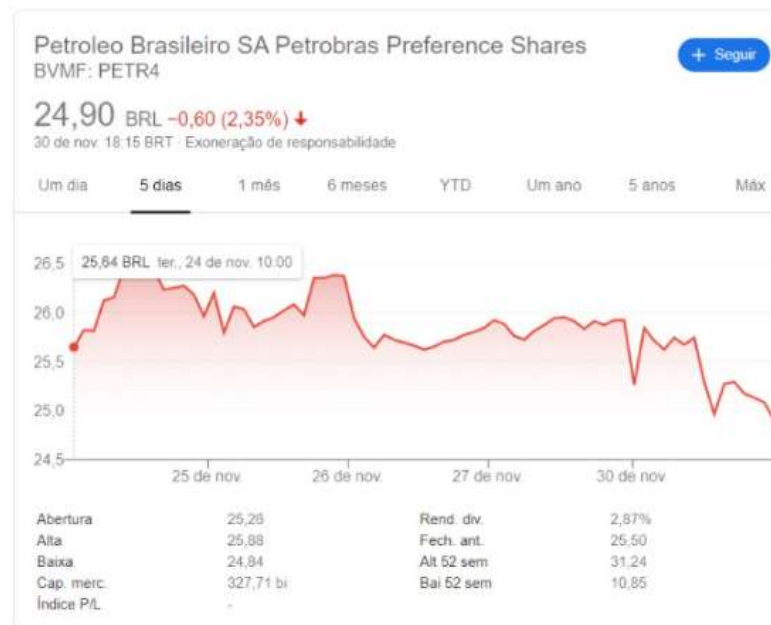 Petroleo Brasileiro SA Petrobras Preference Shares
BVMF: PETR4
+ Seguir
24,90 BRL −0,60 (2,35%) ↓
30 de nov. 18:15 BRT · Exoneração de responsabilidade
Um dia 5 dias 1 mês 6 meses YTD Um ano 5 anos Máx
25,64 BRL ter., 24 de nov. 10:00
26,5
26,0
25,5
25,0
24,5
25 de nov. 26 de nov. 27 de nov. 30 de nov.
Abertura 25,26 Rend. div. 2,87%
Alta 25,88 Fech. ant. 25,50
Baixa 24,84 Alt 52 sem 31,24
Cap. merc. 327,71 bi Bai 52 sem 10,85
Índice P/L -